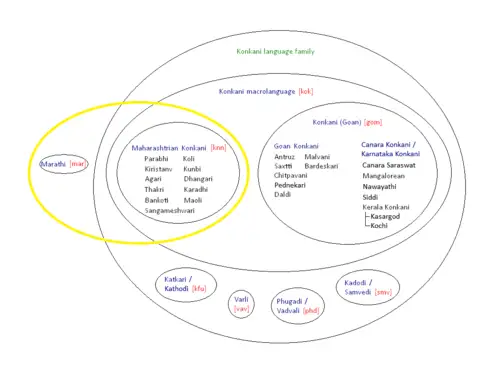 Konkani language family
Konkani macrolanguage [kok]
Marathi [mar]
Maharashtrian Konkani [knn]
Parabhi Koli
Kiristanv Kunbi
Agari Dhangari
Thakri Karadhi
Bankoti Maoli
Sangameshwari
Konkani (Goan) [gom]
Goan Konkani
Antruz Malvani
Saxtti Bardeskari
Chitpavani
Pednekari
Daldi
Canara Konkani /
Karnataka Konkani
Canara Saraswat
Mangalorean
Nawayathi
Siddi
Kerala Konkani
Kasargod
Kochi
Katkari /
Kathodi [kfu]
Varli
[vav]
Phugadi /
Vadvali [phd]
Kadodi /
Samvedi [smv]